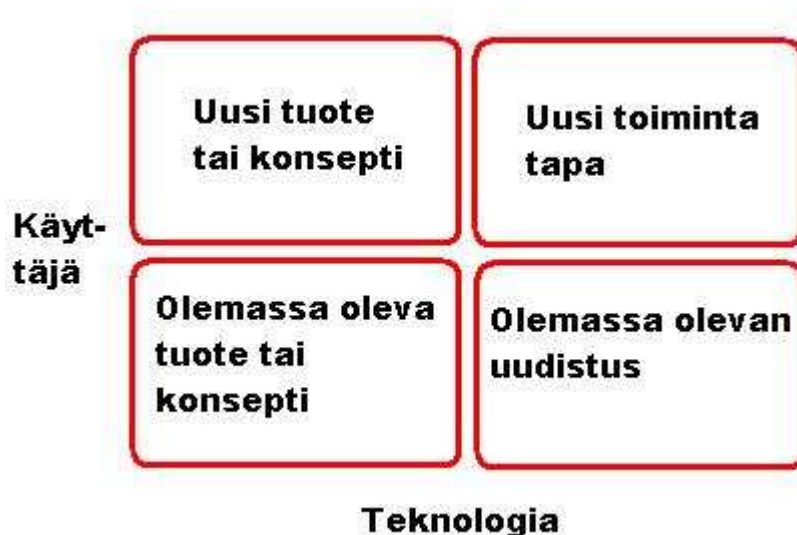 Uusi tuote
tai konsepti
Uusi toiminta
tapa
Käyt-
täjä
Olemassa oleva
tuote tai
konsepti
Olemassa olevan
uudistus
Teknologia